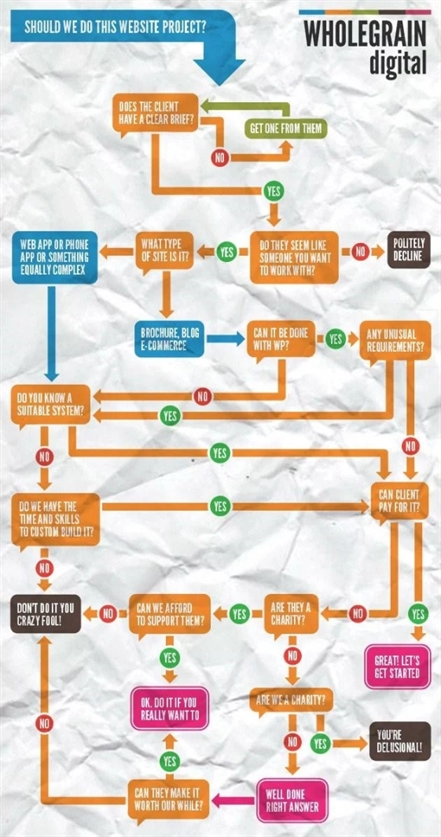 SHOULD WE DO THIS WEBSITE PROJECT?
WHOLEGRAIN
digital
DOES THE CLIENT
HAVE A CLEAR BRIEF?
GET ONE FROM THEM
NO
YES
WEB APP OR PHONE
APP OR SOMETHING
EQUALLY COMPLEX
WHAT TYPE
OF SITE IS IT?
YES
DO THEY SEEM LIKE
SOMEONE YOU WANT
TO WORK WITH?
NO
POLITELY
DECLINE
BROCHURE, BLOG
E-COMMERCE
CAN IT BE DONE
WITH WP?
YES
ANY UNUSUAL
REQUIREMENTS?
DO YOU KNOW A
SUITABLE SYSTEM?
NO
YES
NO
YES
NO
DO WE HAVE THE
TIME AND SKILLS
TO CUSTOM BUILD IT?
YES
CAN CLIENT
PAY FOR IT?
NO
DON'T DO IT YOU
CRAZY FOOL!
NO
CAN WE AFFORD
TO SUPPORT THEM?
YES
ARE THEY A
CHARITY?
NO
YES
YES
NO
GREAT! LET'S
GET STARTED
OK. DO IT IF YOU
REALLY WANT TO
ARE WE A CHARITY?
NO
NO
YES
YOU'RE
DELUSIONAL!
YES
CAN THEY MAKE IT
WORTH OUR WHILE?
WELL DONE
RIGHT ANSWER